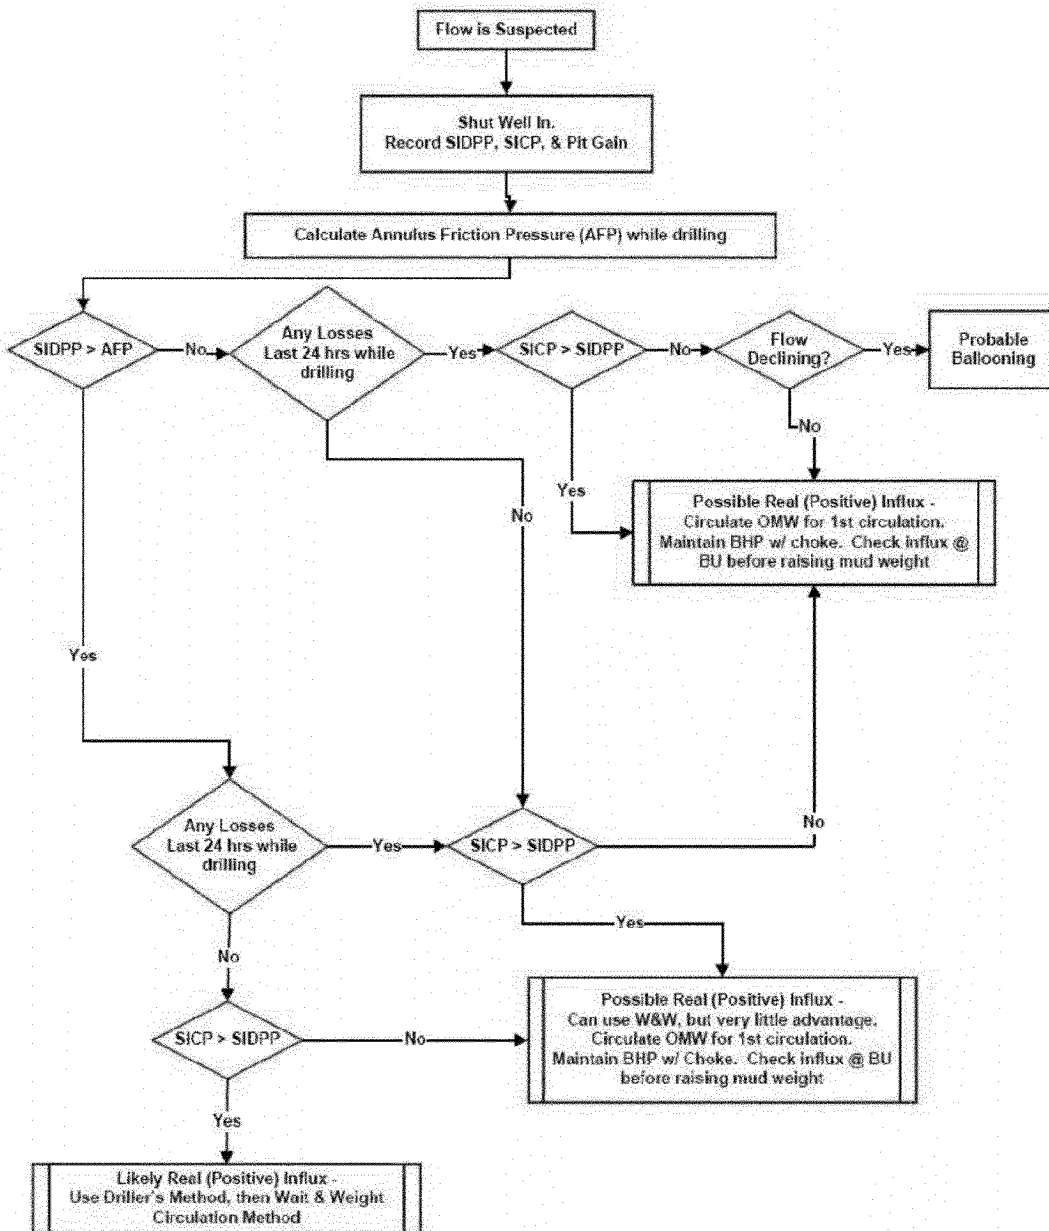 Flow is Suspected
Shut Well In.
Record SIDPP, SICP, & Pit Gain
Calculate Annulus Friction Pressure (AFP) while drilling
SIDPP > AFP
No
Any Losses
Last 24 hrs while
drilling
Yes
SICP > SIDPP
No
Flow
Declining?
Yes
Probable
Ballooning
No
Yes
No
Possible Real (Positive) Influx -
Circulate OMW for 1st circulation.
Maintain BHP w/ choke. Check influx @
BU before raising mud weight
Yes
Any Losses
Last 24 hrs while
drilling
Yes
SICP > SIDPP
No
Yes
No
Possible Real (Positive) Influx -
Can use W&W, but very little advantage.
Circulate OMW for 1st circulation.
Maintain BHP w/ Choke. Check influx @ BU
before raising mud weight
SICP > SIDPP
No
Yes
Likely Real (Positive) Influx -
Use Driller's Method, then Wait & Weight
Circulation Method